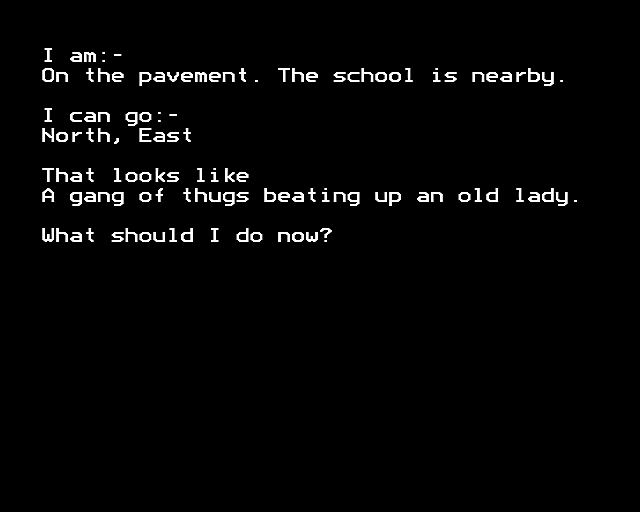 I am:-
On the pavement. The school is nearby.
I can go:-
North, East
That looks like
A gang of thugs beating up an old lady.
What should I do now?